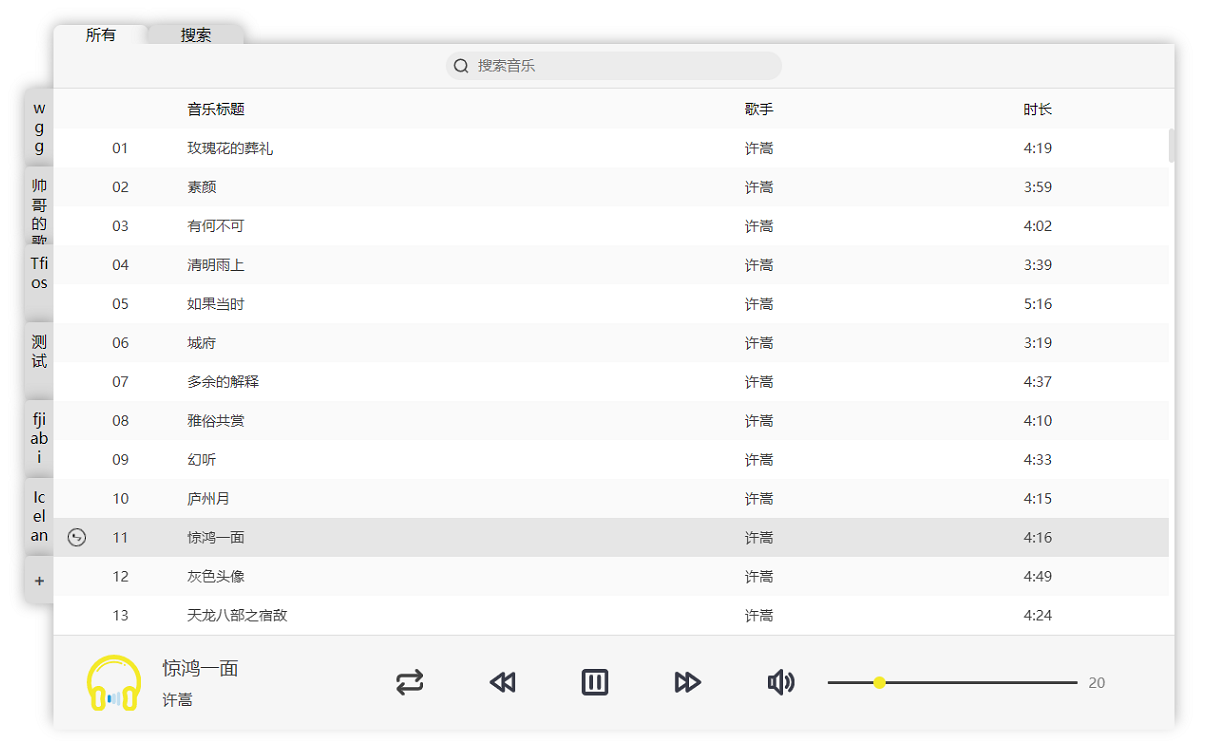 所有 搜索
搜索音乐
w
g
g
帅
哥
的
歌
Tfi
os
测
试
fji
ab
i
Ic
el
an
+
音乐标题 歌手 时长
01 玫瑰花的葬礼 许嵩 4:19
02 素颜 许嵩 3:59
03 有何不可 许嵩 4:02
04 清明雨上 许嵩 3:39
05 如果当时 许嵩 5:16
06 城府 许嵩 3:19
07 多余的解释 许嵩 4:37
08 雅俗共赏 许嵩 4:10
09 幻听 许嵩 4:33
10 庐州月 许嵩 4:15
11 惊鸿一面 许嵩 4:16
12 灰色头像 许嵩 4:49
13 天龙八部之宿敌 许嵩 4:24
惊鸿一面
许嵩
20